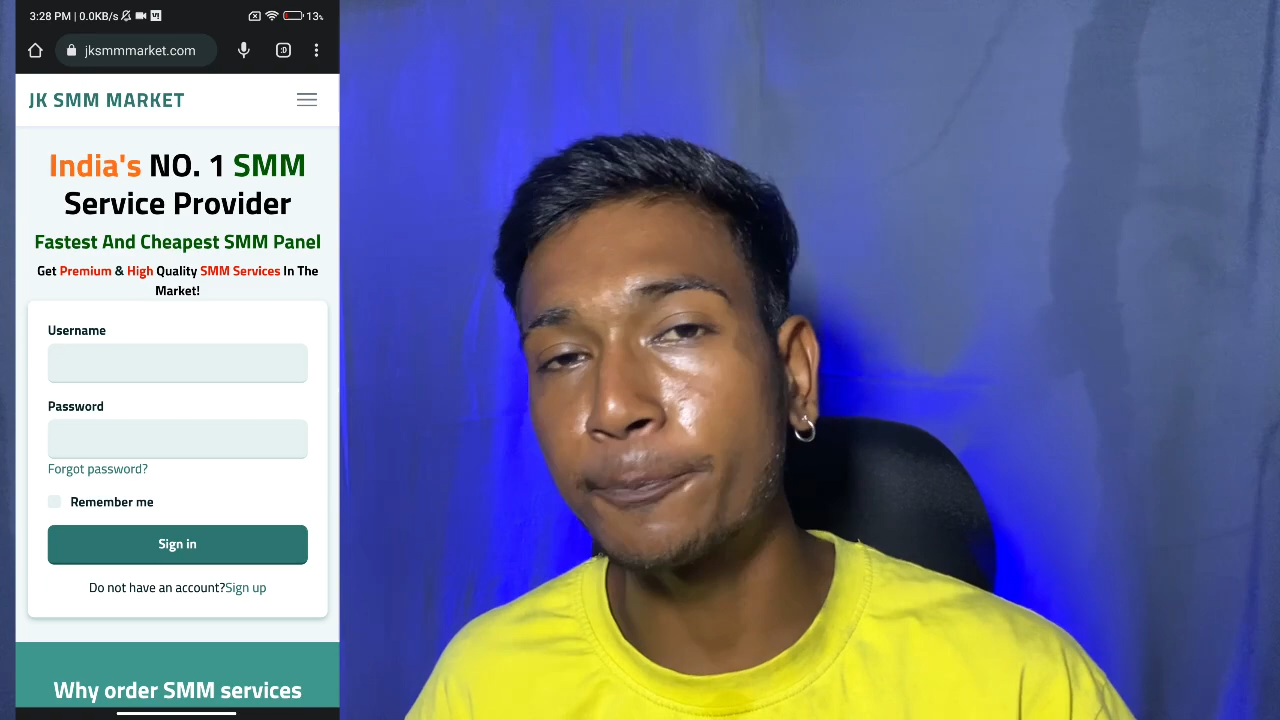 3:28 PM | 0.0KB/s
13%
jksmmmarket.com
:D
JK SMM MARKET
India's NO. 1 SMM
Service Provider
Fastest And Cheapest SMM Panel
Get Premium & High Quality SMM Services In The
Market!
Username
Password
Forgot password?
Remember me
Sign in
Do not have an account?Sign up
Why order SMM services